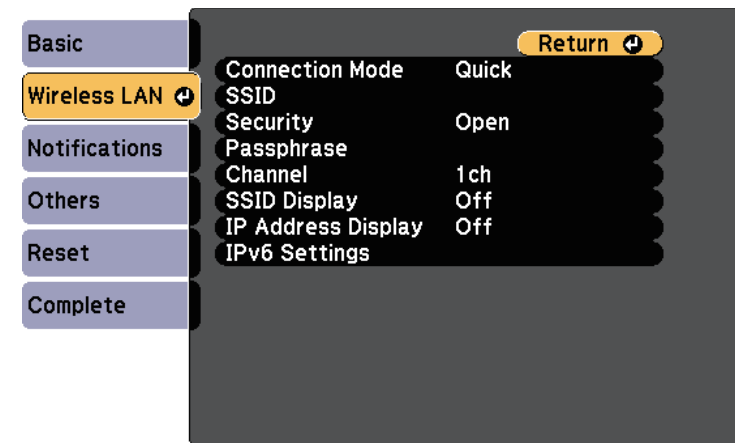 Basic
Wireless LAN
Notifications
Others
Reset
Complete
Return
Connection Mode Quick
SSID
Security Open
Passphrase
Channel 1ch
SSID Display Off
IP Address Display Off
IPv6 Settings